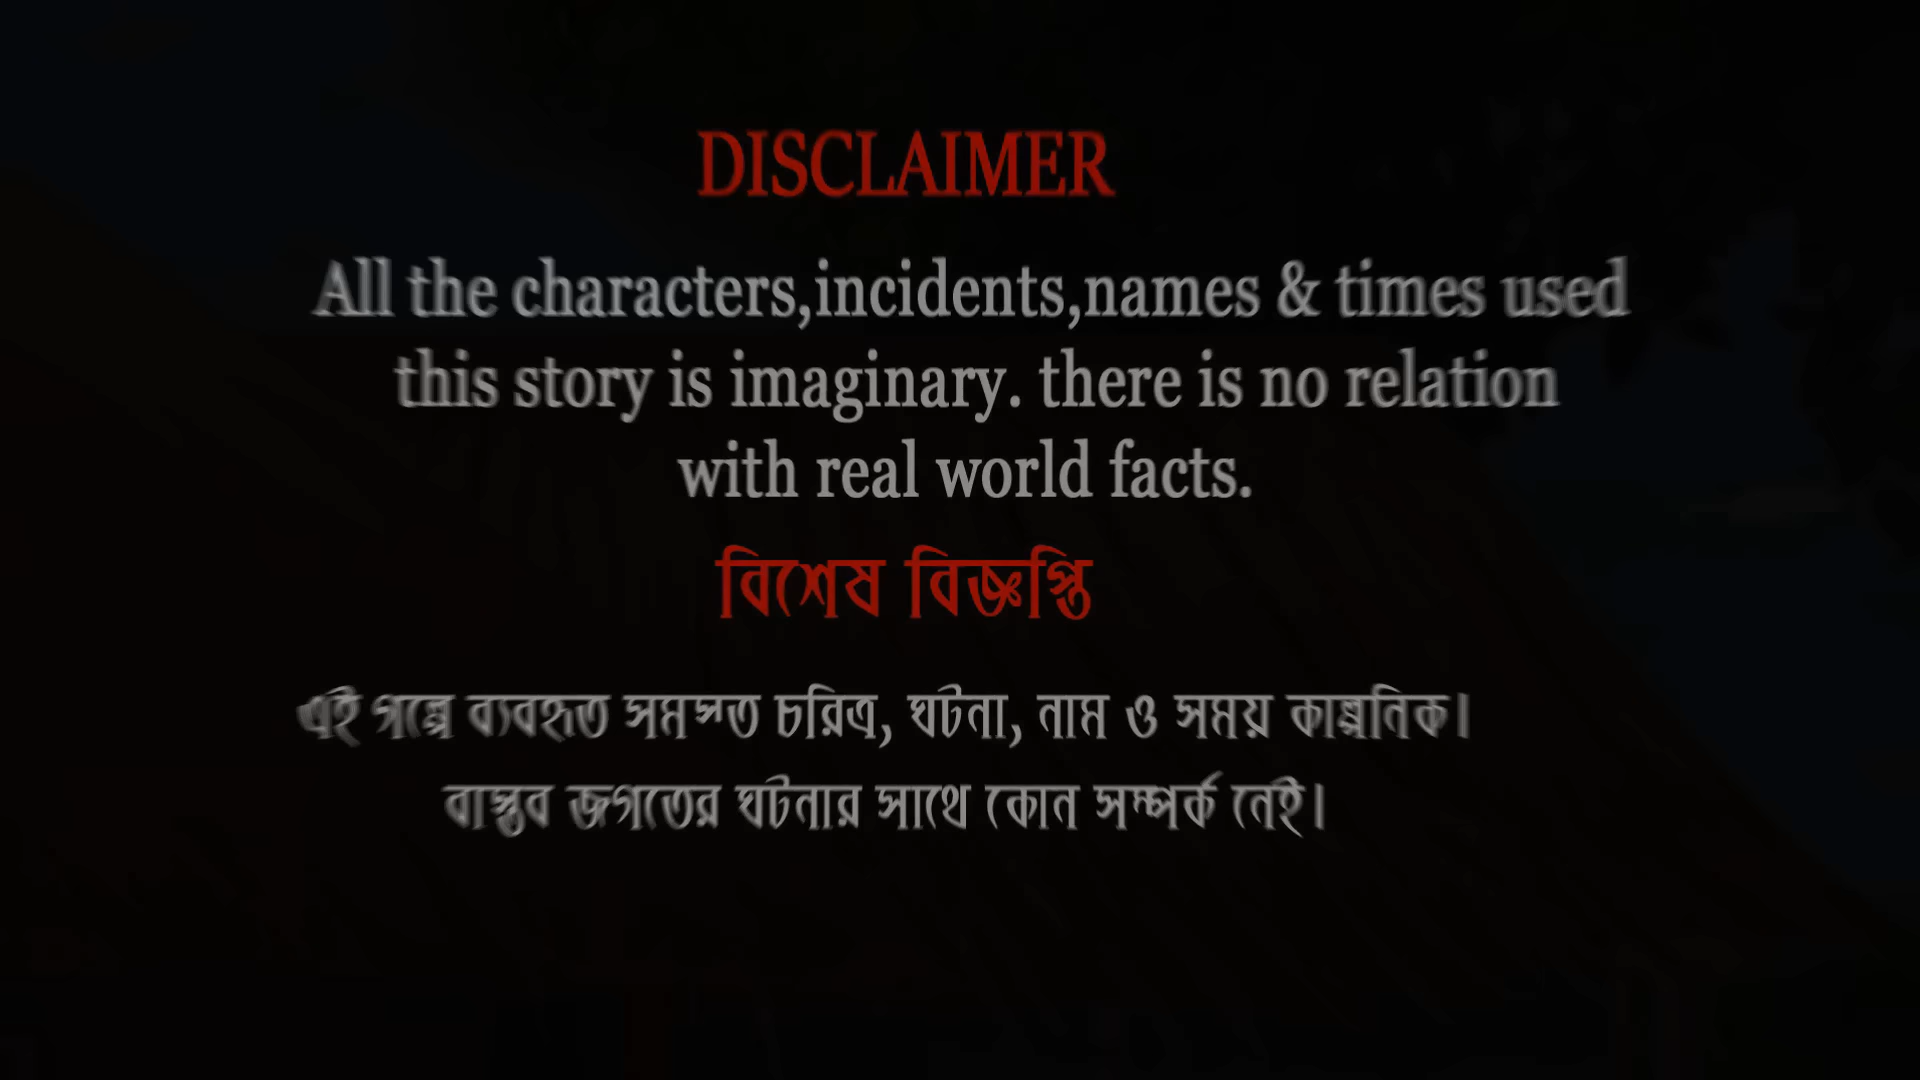 DISCLAIMER
All the characters,incidents,names & times used
this story is imaginary. there is no relation
with real world facts.
বিশেষ বিজ্ঞপ্তি
এই গল্পে ব্যবহৃত সমস্ত চরিত্র, ঘটনা, নাম ও সময় কাল্পনিক।
বাস্তব জগতের ঘটনার সাথে কোন সম্পর্ক নেই।